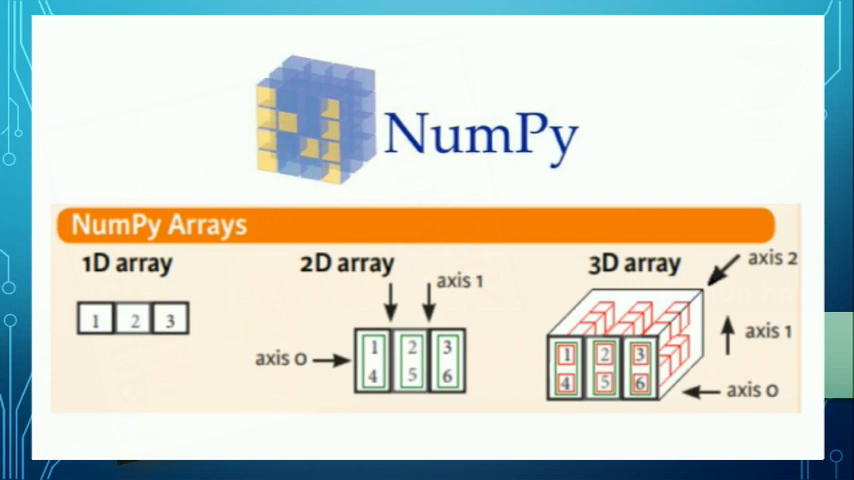 NumPy
NumPy Arrays
1D array
2D array
3D array
axis 2
axis 1
1 2 3
axis 0
1 2 3
4 5 6
axis 1
1 2 3
4 5 6
axis 0